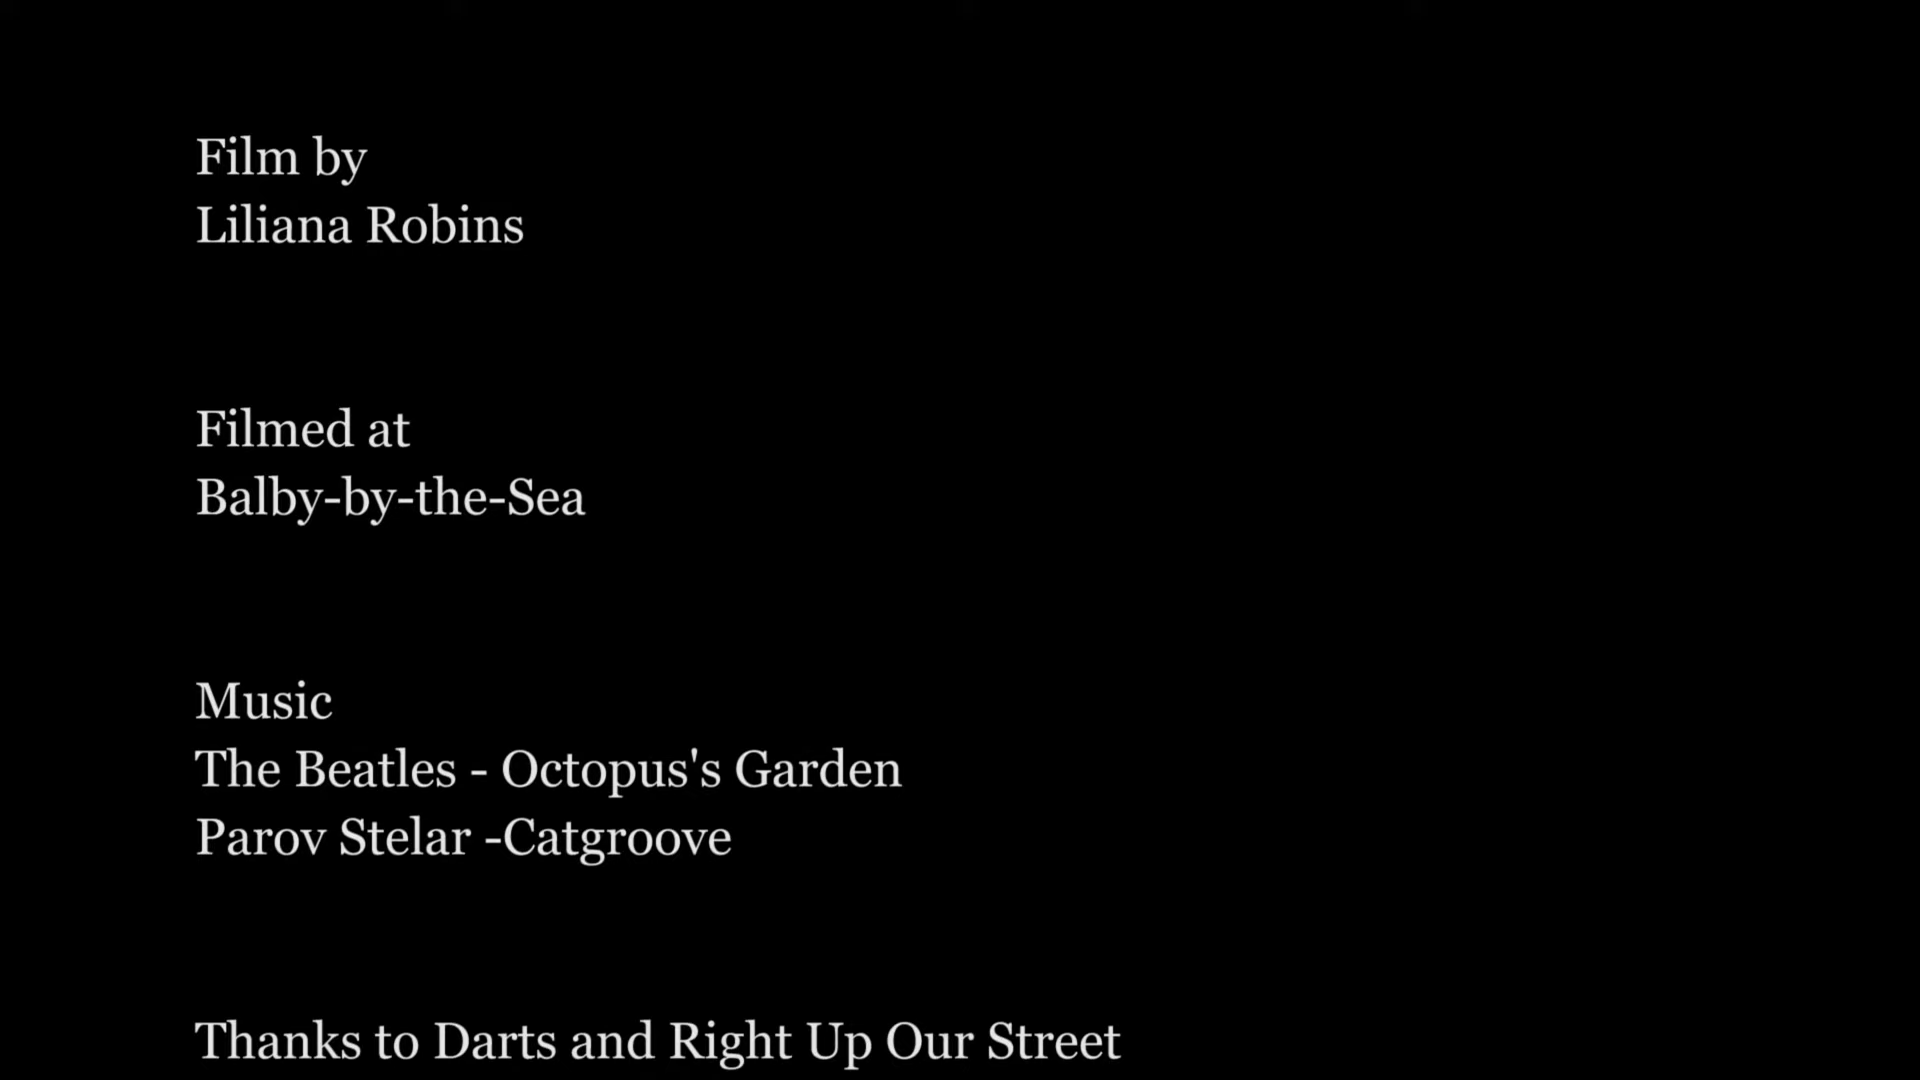 Film by
Liliana Robins
Filmed at
Balby-by-the-Sea
Music
The Beatles - Octopus's Garden
Parov Stelar -Catgroove
Thanks to Darts and Right Up Our Street